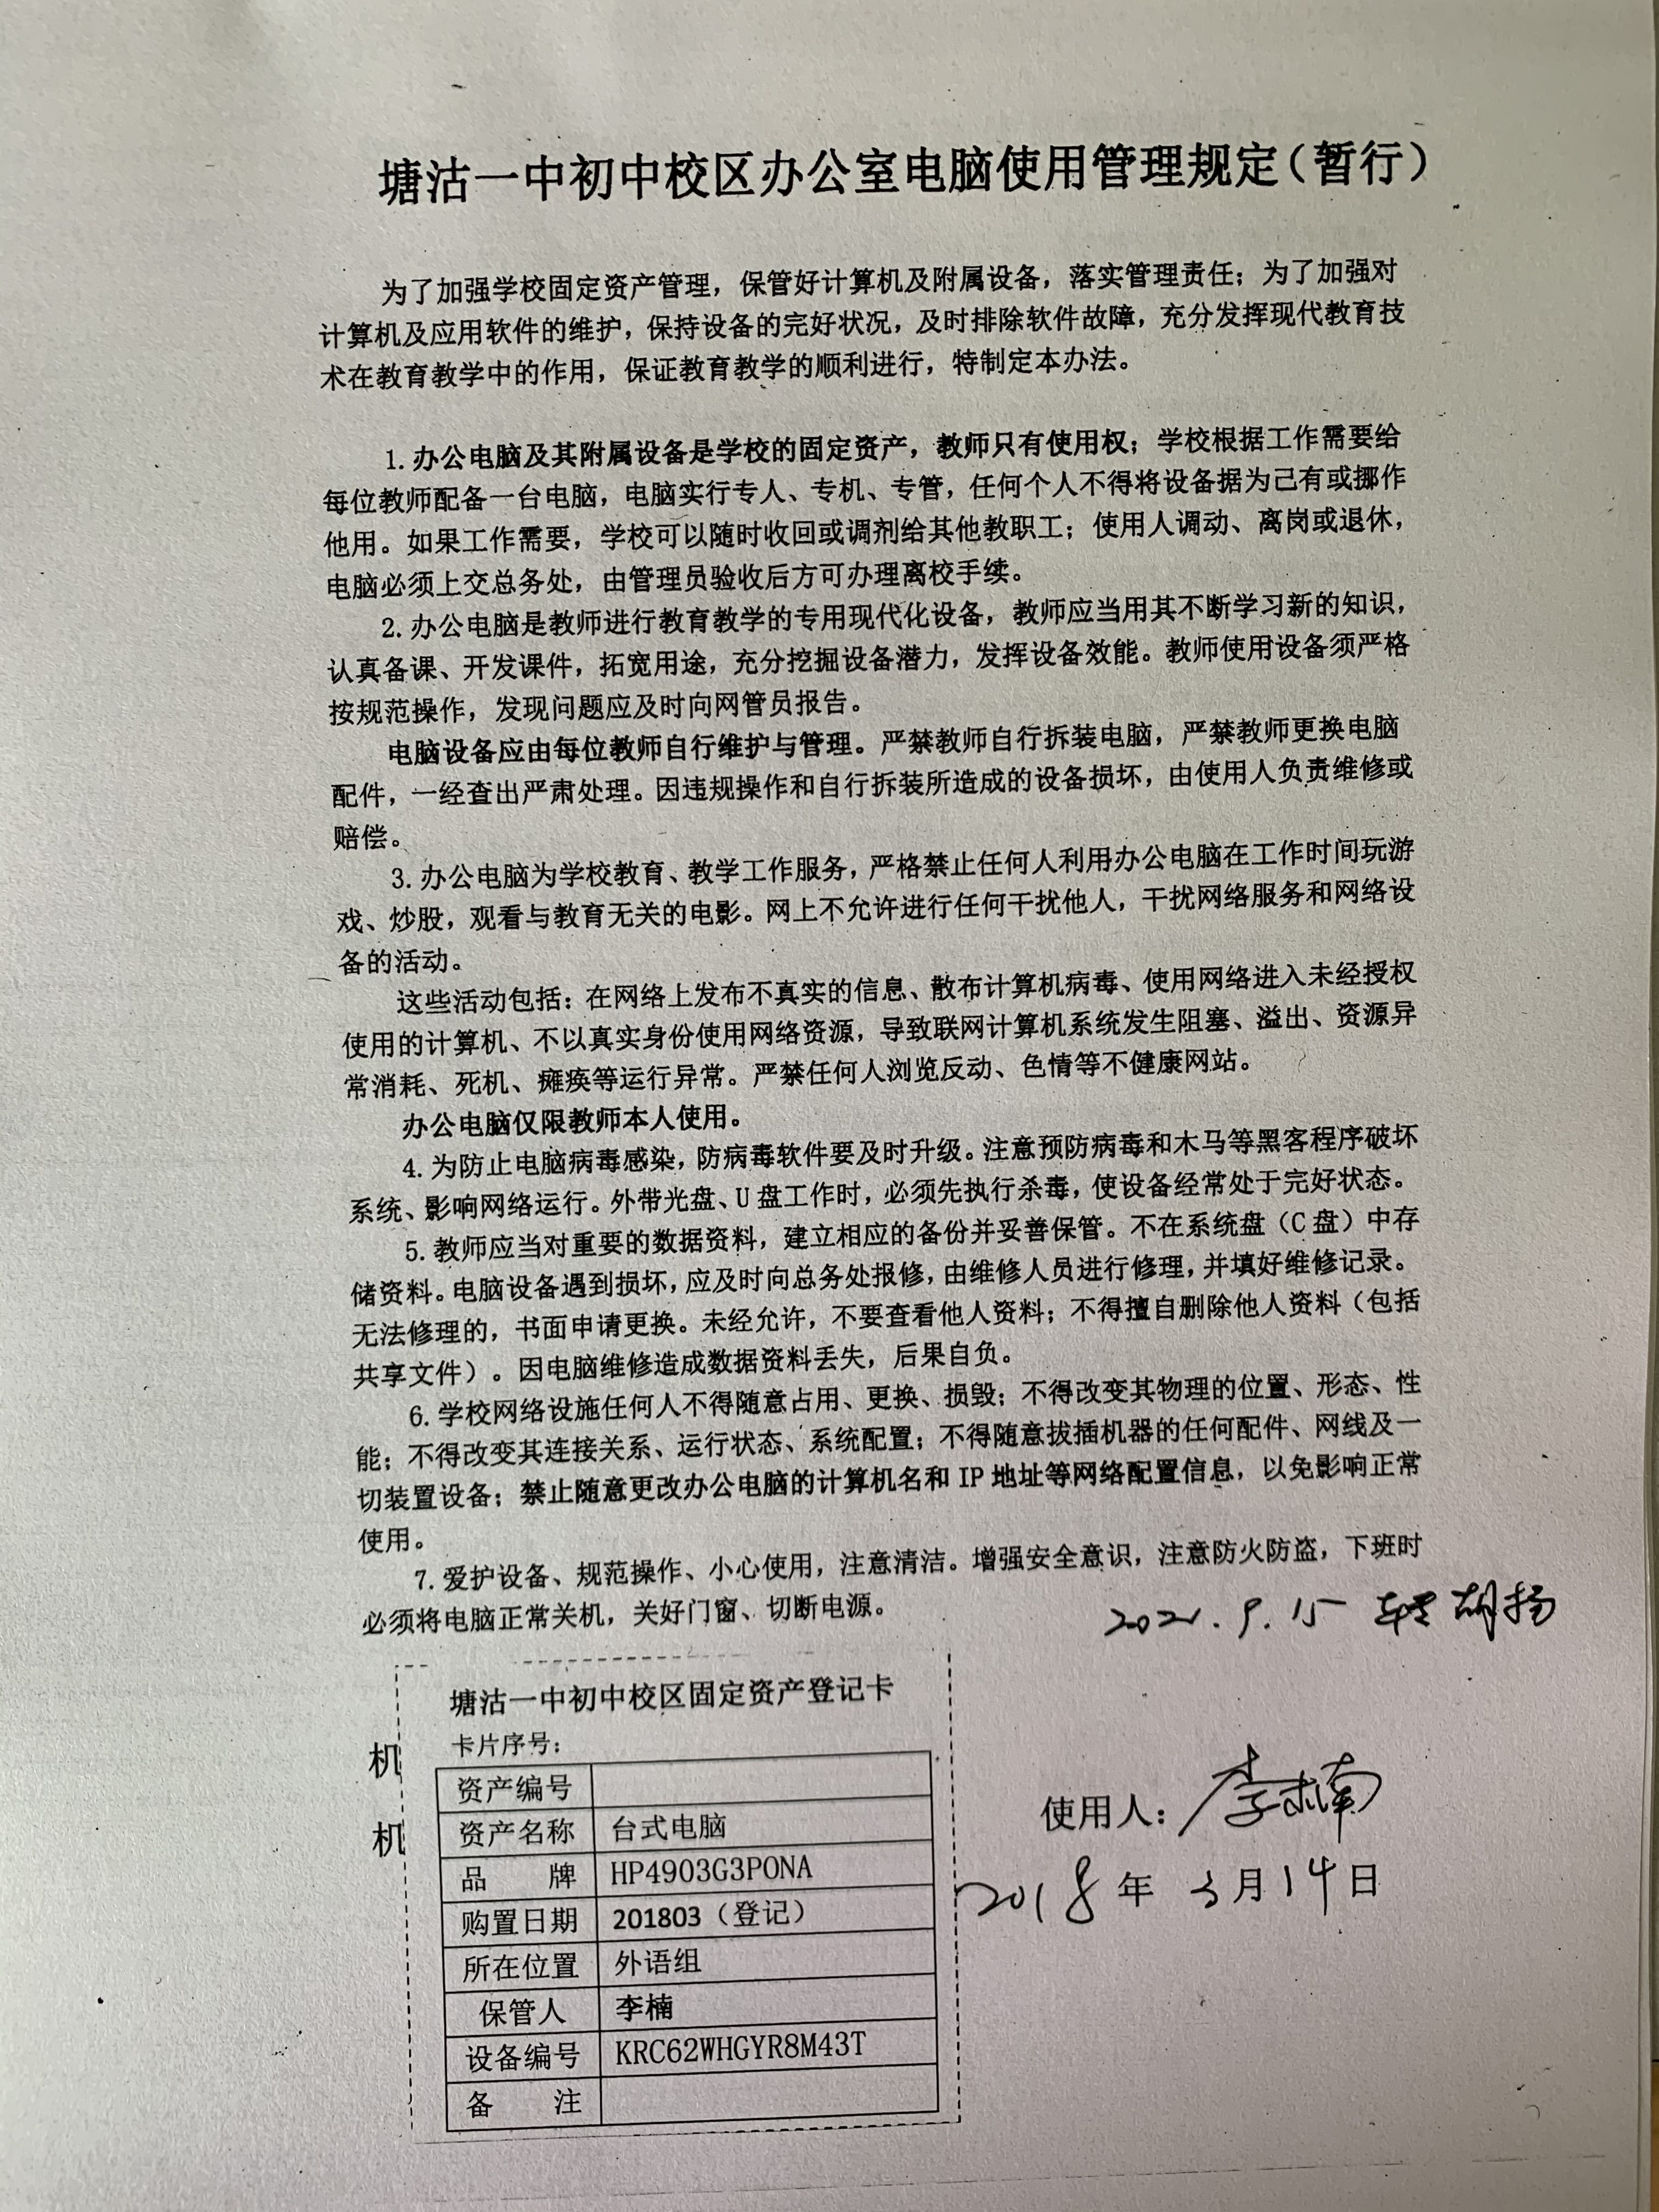 塘沽一中初中校区办公室电脑使用管理规定（暂行）
为了加强学校固定资产管理，保管好计算机及附属设备，落实管理责任；为了加强对
计算机及应用软件的维护，保持设备的完好状况，及时排除软件故障，充分发挥现代教育技
术在教育教学中的作用，保证教育教学的顺利进行，特制定本办法。
1.办公电脑及其附属设备是学校的固定资产，教师只有使用权；学校根据工作需要给
每位教师配备一台电脑，电脑实行专人、专机、专管，任何个人不得将设备据为己有或挪作
他用。如果工作需要，学校可以随时收回或调剂给其他教职工；使用人调动、离岗或退休，
电脑必须上交总务处，由管理员验收后方可办理离校手续。
2.办公电脑是教师进行教育教学的专用现代化设备，教师应当用其不断学习新的知识，
认真备课、开发课件，拓宽用途，充分挖掘设备潜力，发挥设备效能。教师使用设备须严格
按规范操作，发现问题应及时向网管员报告。
电脑设备应由每位教师自行维护与管理。严禁教师自行拆装电脑，严禁教师更换电脑
配件，一经查出严肃处理。因违规操作和自行拆装所造成的设备损坏，由使用人负责维修或
赔偿。
3.办公电脑为学校教育、教学工作服务，严格禁止任何人利用办公电脑在工作时间玩游
戏、炒股，观看与教育无关的电影。网上不允许进行任何干扰他人，干扰网络服务和网络设
备的活动。
这些活动包括：在网络上发布不真实的信息、散布计算机病毒、使用网络进入未经授权
使用的计算机、不以真实身份使用网络资源，导致联网计算机系统发生阻塞、溢出、资源异
常消耗、死机、瘫痪等运行异常。严禁任何人浏览反动、色情等不健康网站。
办公电脑仅限教师本人使用。
4.为防止电脑病毒感染，防病毒软件要及时升级。注意预防病毒和木马等黑客程序破坏
系统、影响网络运行。外带光盘、U盘工作时，必须先执行杀毒，使设备经常处于完好状态。
5.教师应当对重要的数据资料，建立相应的备份并妥善保管。不在系统盘（C盘）中存
储资料。电脑设备遇到损坏，应及时向总务处报修，由维修人员进行修理，并填好维修记录。
无法修理的，书面申请更换。未经允许，不要查看他人资料；不得擅自删除他人资料（包括
共享文件）。因电脑维修造成数据资料丢失，后果自负。
6.学校网络设施任何人不得随意占用、更换、损毁；不得改变其物理的位置、形态、性
能；不得改变其连接关系、运行状态、系统配置；不得随意拔插机器的任何配件、网线及一
切装置设备；禁止随意更改办公电脑的计算机名和IP地址等网络配置信息，以免影响正常
使用。
7.爱护设备、规范操作、小心使用，注意清洁。增强安全意识，注意防火防盗，下班时
必须将电脑正常关机，关好门窗、切断电源。
2021.9.15 胡扬
塘沽一中初中校区固定资产登记卡
卡片序号：
机
机
资产编号
资产名称 台式电脑
品 牌 HP4903G3PONA
购置日期 201803（登记）
所在位置 外语组
保管人 李楠
设备编号 KRC62WHGYR8M43T
备 注
使用人：李楠
2018年3月14日